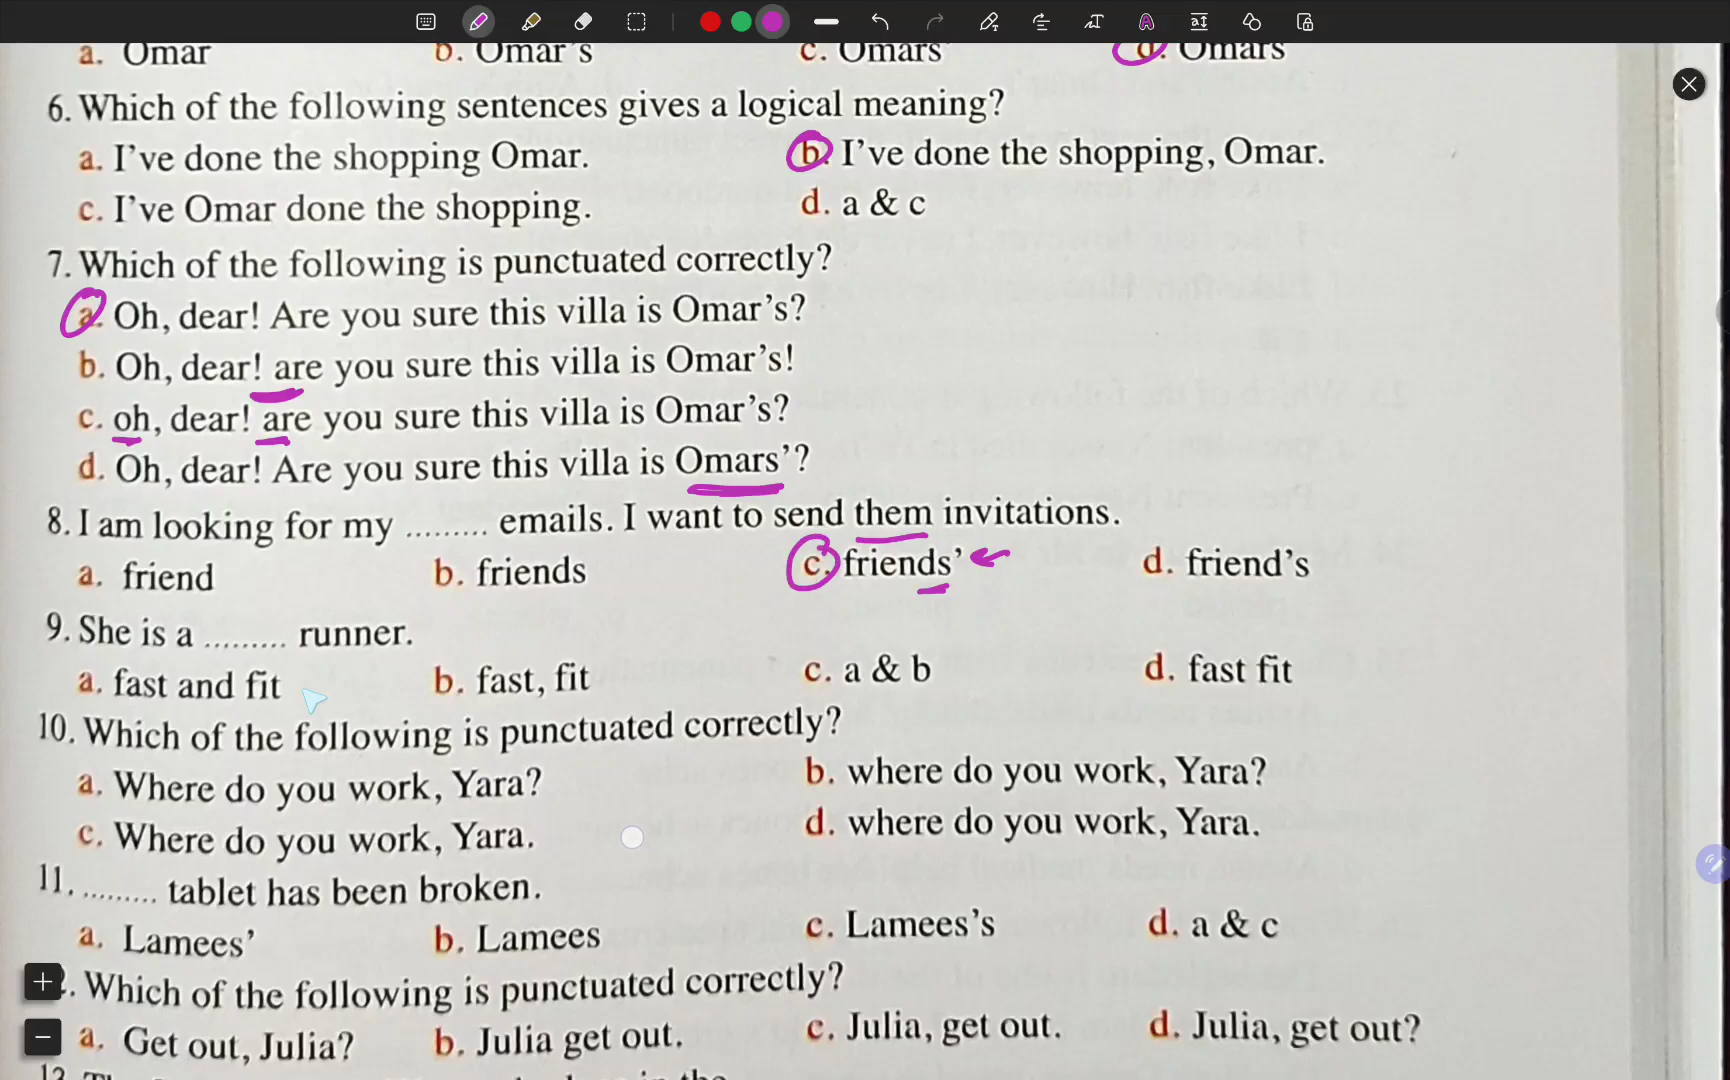 a. Omar b. Omar's c. Omars d. Omars
6. Which of the following sentences gives a logical meaning?
a. I've done the shopping Omar. b. I've done the shopping, Omar.
c. I've Omar done the shopping. d. a & c
7. Which of the following is punctuated correctly?
a. Oh, dear! Are you sure this villa is Omar's?
b. Oh, dear! are you sure this villa is Omar's!
c. oh, dear! are you sure this villa is Omar's?
d. Oh, dear! Are you sure this villa is Omars'?
8. I am looking for my ......... emails. I want to send them invitations.
a. friend b. friends c. friends' d. friend's
9. She is a ......... runner.
a. fast and fit b. fast, fit c. a & b d. fast fit
10. Which of the following is punctuated correctly?
a. Where do you work, Yara? b. where do you work, Yara?
c. Where do you work, Yara. d. where do you work, Yara.
11. ......... tablet has been broken.
a. Lamees' b. Lamees c. Lamees's d. a & c
2. Which of the following is punctuated correctly?
a. Get out, Julia? b. Julia get out. c. Julia, get out. d. Julia, get out?